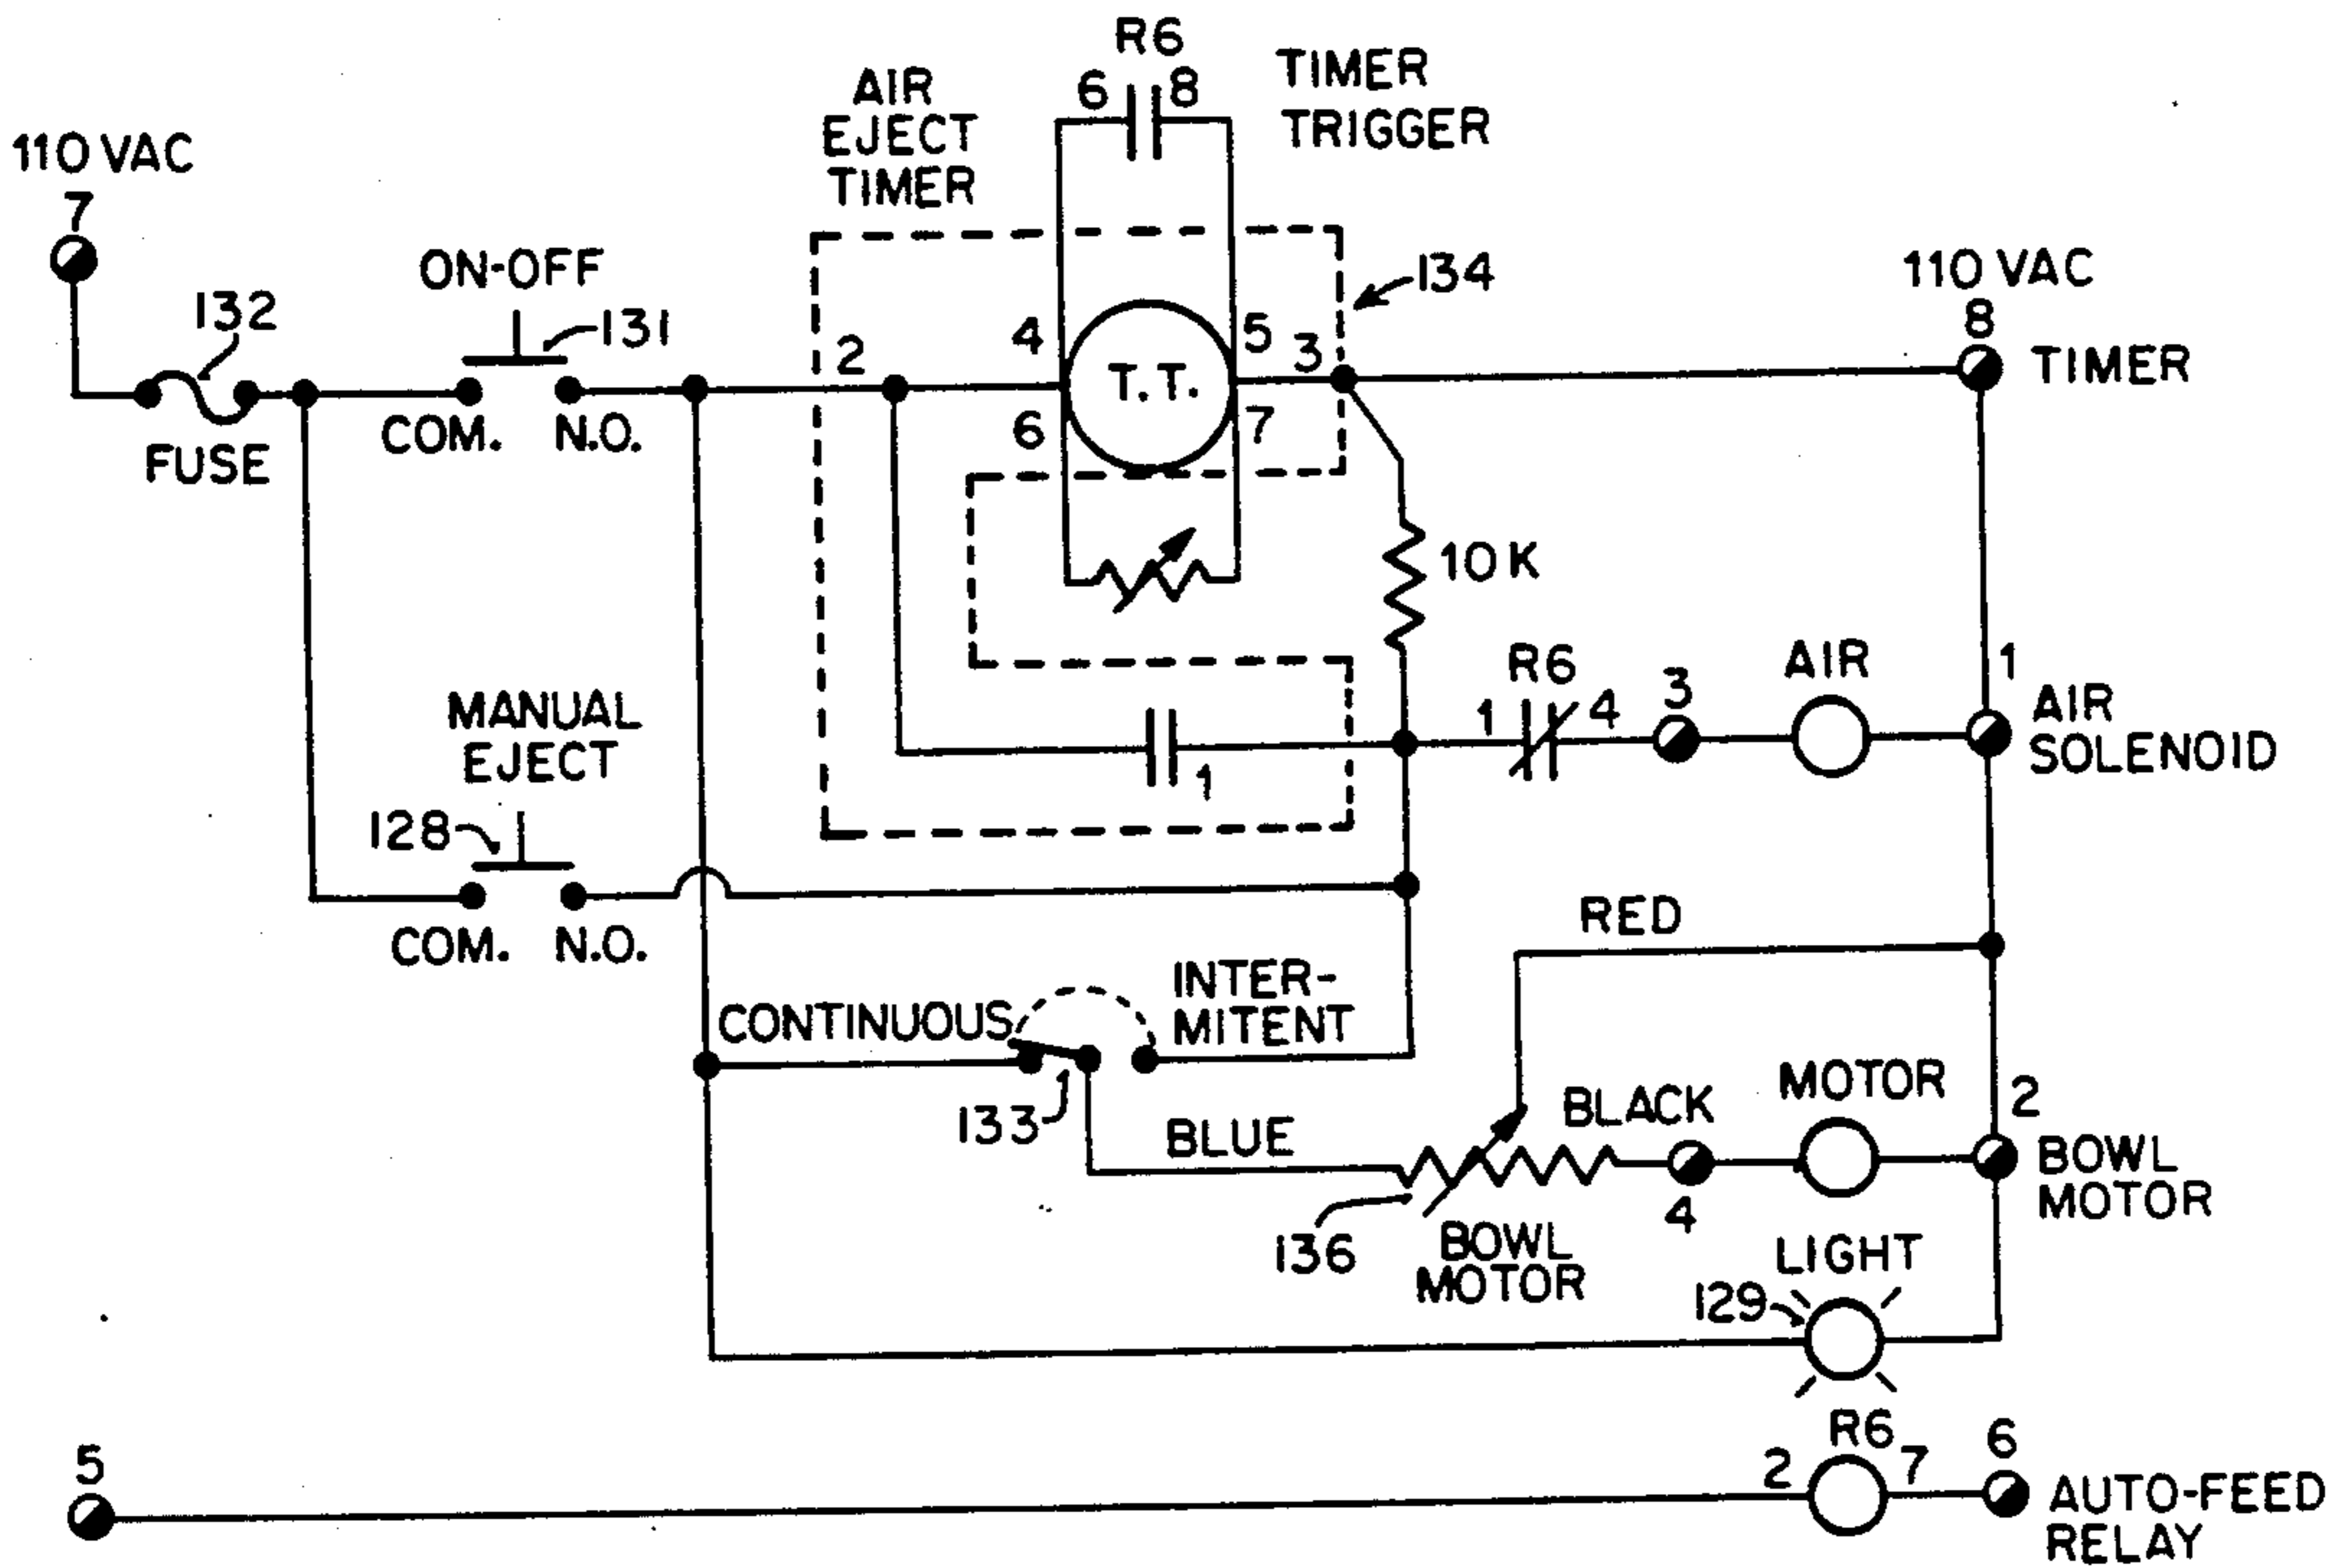 R6
6 8
TIMER
TRIGGER
AIR
EJECT
TIMER
110 VAC
7
132
FUSE
ON-OFF
131
COM. N.O.
2
4
5
3
T.T.
6
7
134
110 VAC
8
TIMER
10 K
R6
1 4
3
AIR
1
AIR
SOLENOID
1
MANUAL
EJECT
128
COM. N.O.
RED
CONTINUOUS
INTER-
MITENT
133
BLUE
BLACK
MOTOR
2
BOWL
MOTOR
4
136
BOWL
MOTOR
LIGHT
129
5
R6
2 7
6
AUTO-FEED
RELAY